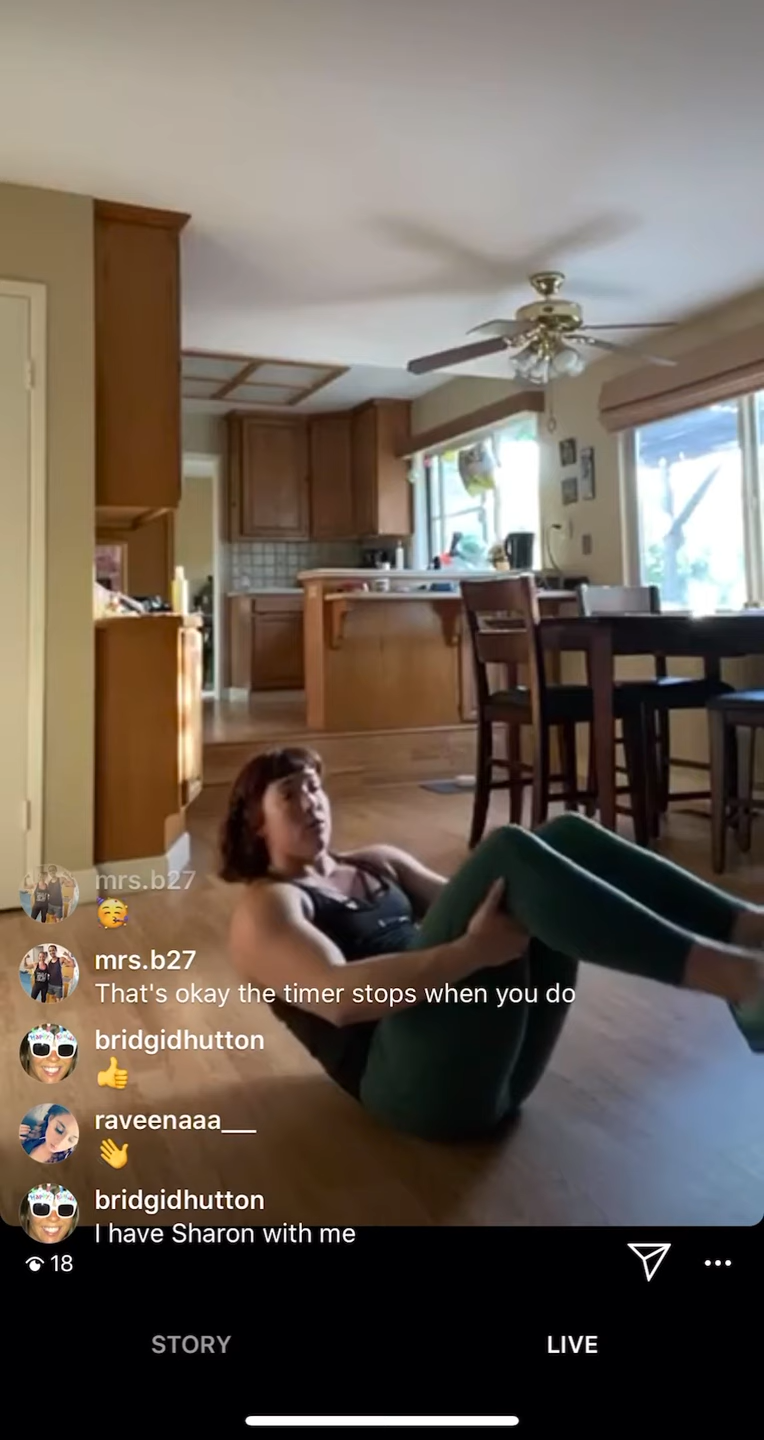 mrs.b27
🥳
mrs.b27
That's okay the timer stops when you do
bridgidhutton
👍
raveenaaa___
👋
bridgidhutton
I have Sharon with me
18
STORY
LIVE